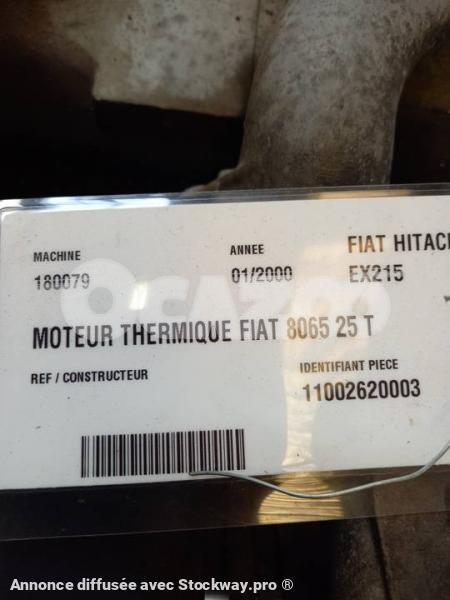 MACHINE
180079
ANNEE
01/2000
FIAT HITAC
EX215
OCAZOO
MOTEUR THERMIQUE FIAT 8065 25 T
REF / CONSTRUCTEUR
IDENTIFIANT PIECE
11002620003
Annonce diffusée avec Stockway.pro ®